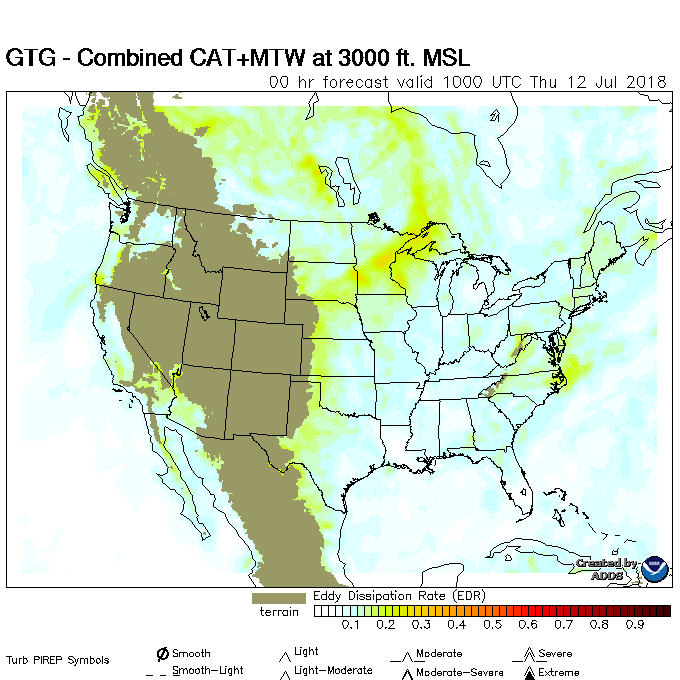 GTG - Combined CAT+MTW at 3000 ft. MSL
00 hr forecast valid 1000 UTC Thu 12 Jul 2018
Created by
ADDS
Eddy Dissipation Rate (EDR)
terrain
0.1 0.2 0.3 0.4 0.5 0.6 0.7 0.8 0.9
Turb PIREP Symbols
Smooth Light Moderate Severe
Smooth-Light Light-Moderate Moderate-Severe Extreme